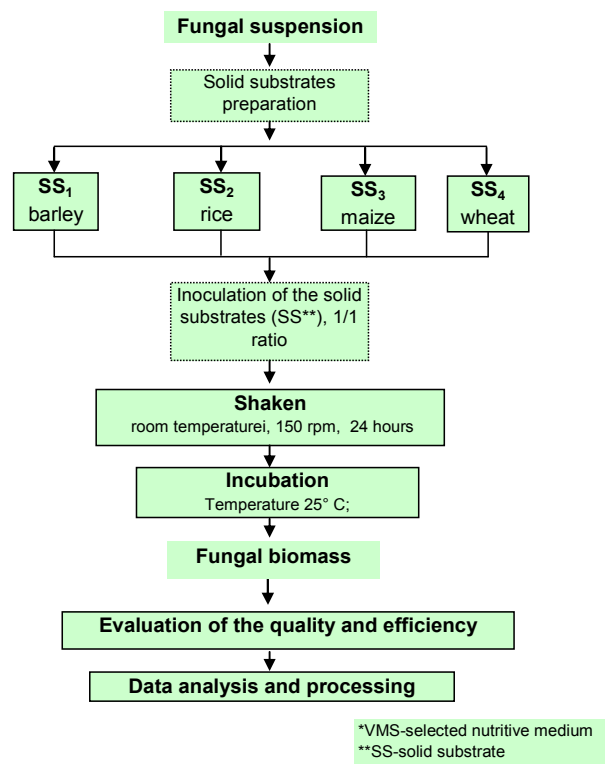 Fungal suspension
Solid substrates
preparation
SS₁
barley
SS₂
rice
SS₃
maize
SS₄
wheat
Inoculation of the solid
substrates (SS**), 1/1
ratio
Shaken
room temperaturei, 150 rpm, 24 hours
Incubation
Temperature 25° C;
Fungal biomass
Evaluation of the quality and efficiency
Data analysis and processing
*VMS-selected nutritive medium
**SS-solid substrate